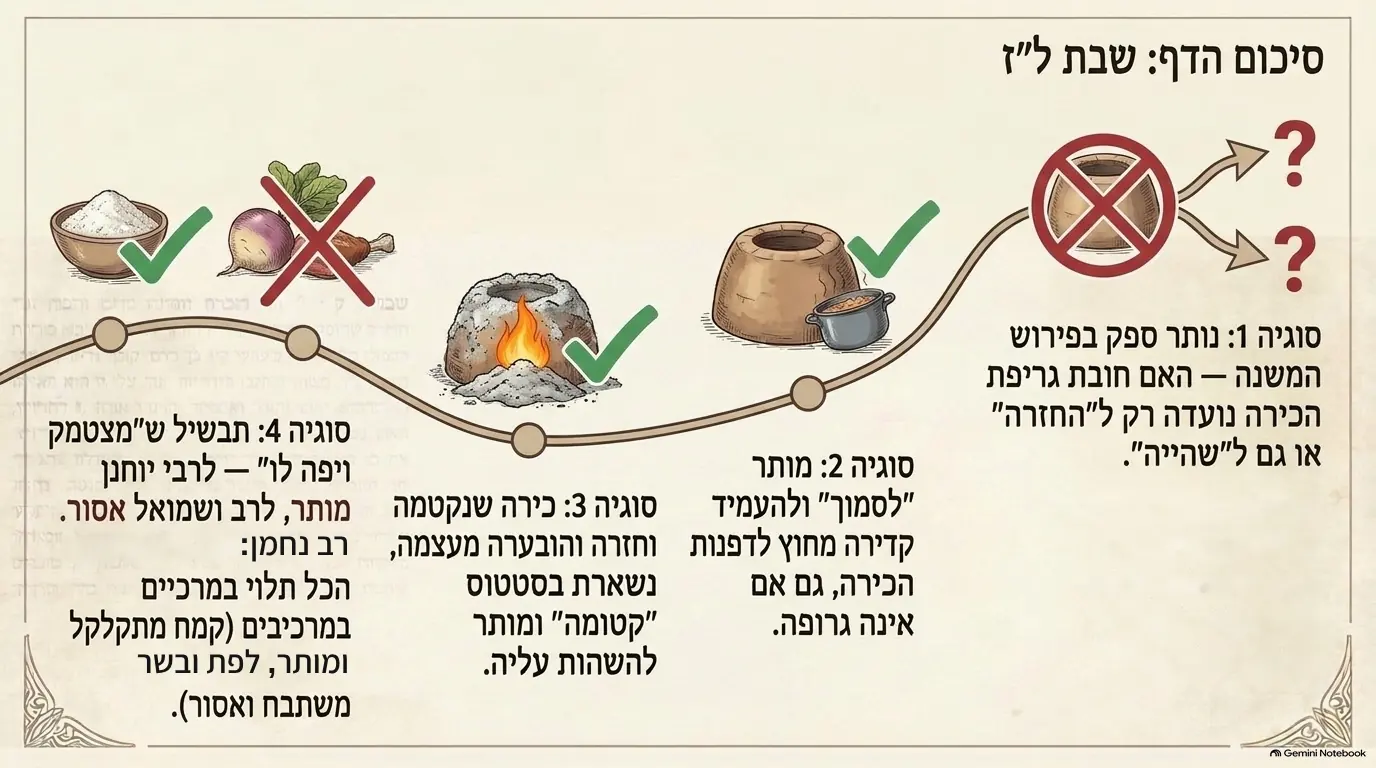 סיכום הדף: שבת ל"ז
?
?
סוגיה 1: נותר ספק בפירוש
המשנה – האם חובת גריפת
הכירה נועדה רק ל"החזרה"
או גם ל"שהייה".
סוגיה 2: מותר
"לסמוך" ולהעמיד
קדירה מחוץ לדפנות
הכירה, גם אם
אינה גרופה.
סוגיה 3: כירה שנקטמה
וחזרה והובערה מעצמה,
נשארת בסטטוס
"קטומה" ומותר
להשהות עליה.
סוגיה 4: תבשיל ש"מצטמק
ויפה לו" – לרבי יוחנן
מותר, לרב ושמואל אסור.
רב נחמן:
הכל תלוי במרכיים
במרכיבים (קמח מתקלקל
ומותר, לפת ובשר
משתבח ואסור).
Gemini Notebook